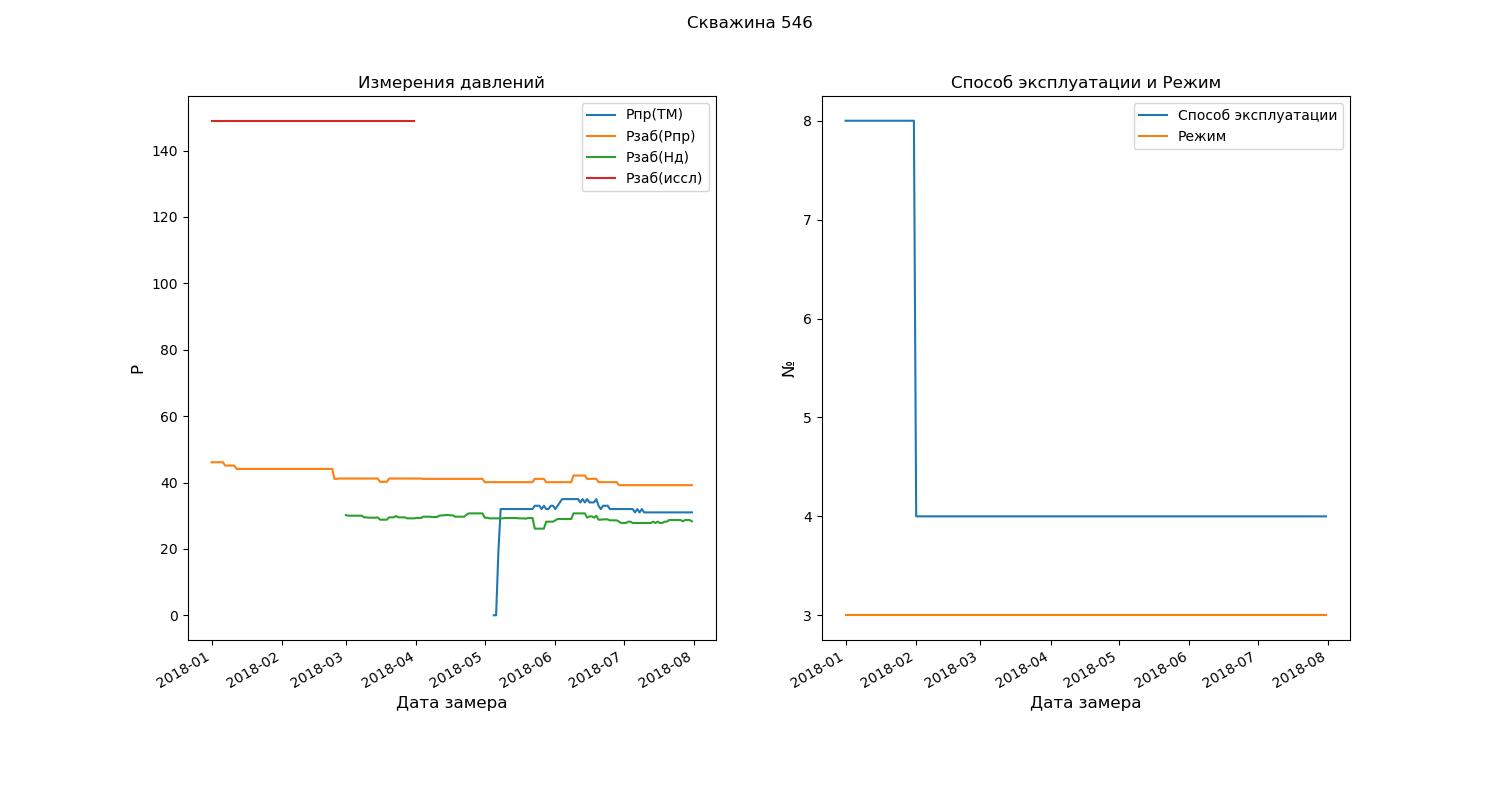 Скважина 546
Измерения давлений
140
120
100
80
60
40
20
0
P
Рпр(ТМ)
Рзаб(Рпр)
Рзаб(Нд)
Рзаб(иссл)
2018-01
2018-02
2018-03
2018-04
2018-05
2018-06
2018-07
2018-08
Дата замера
Способ эксплуатации и Режим
8
7
6
5
4
3
№
Способ эксплуатации
Режим
2018-01
2018-02
2018-03
2018-04
2018-05
2018-06
2018-07
2018-08
Дата замера